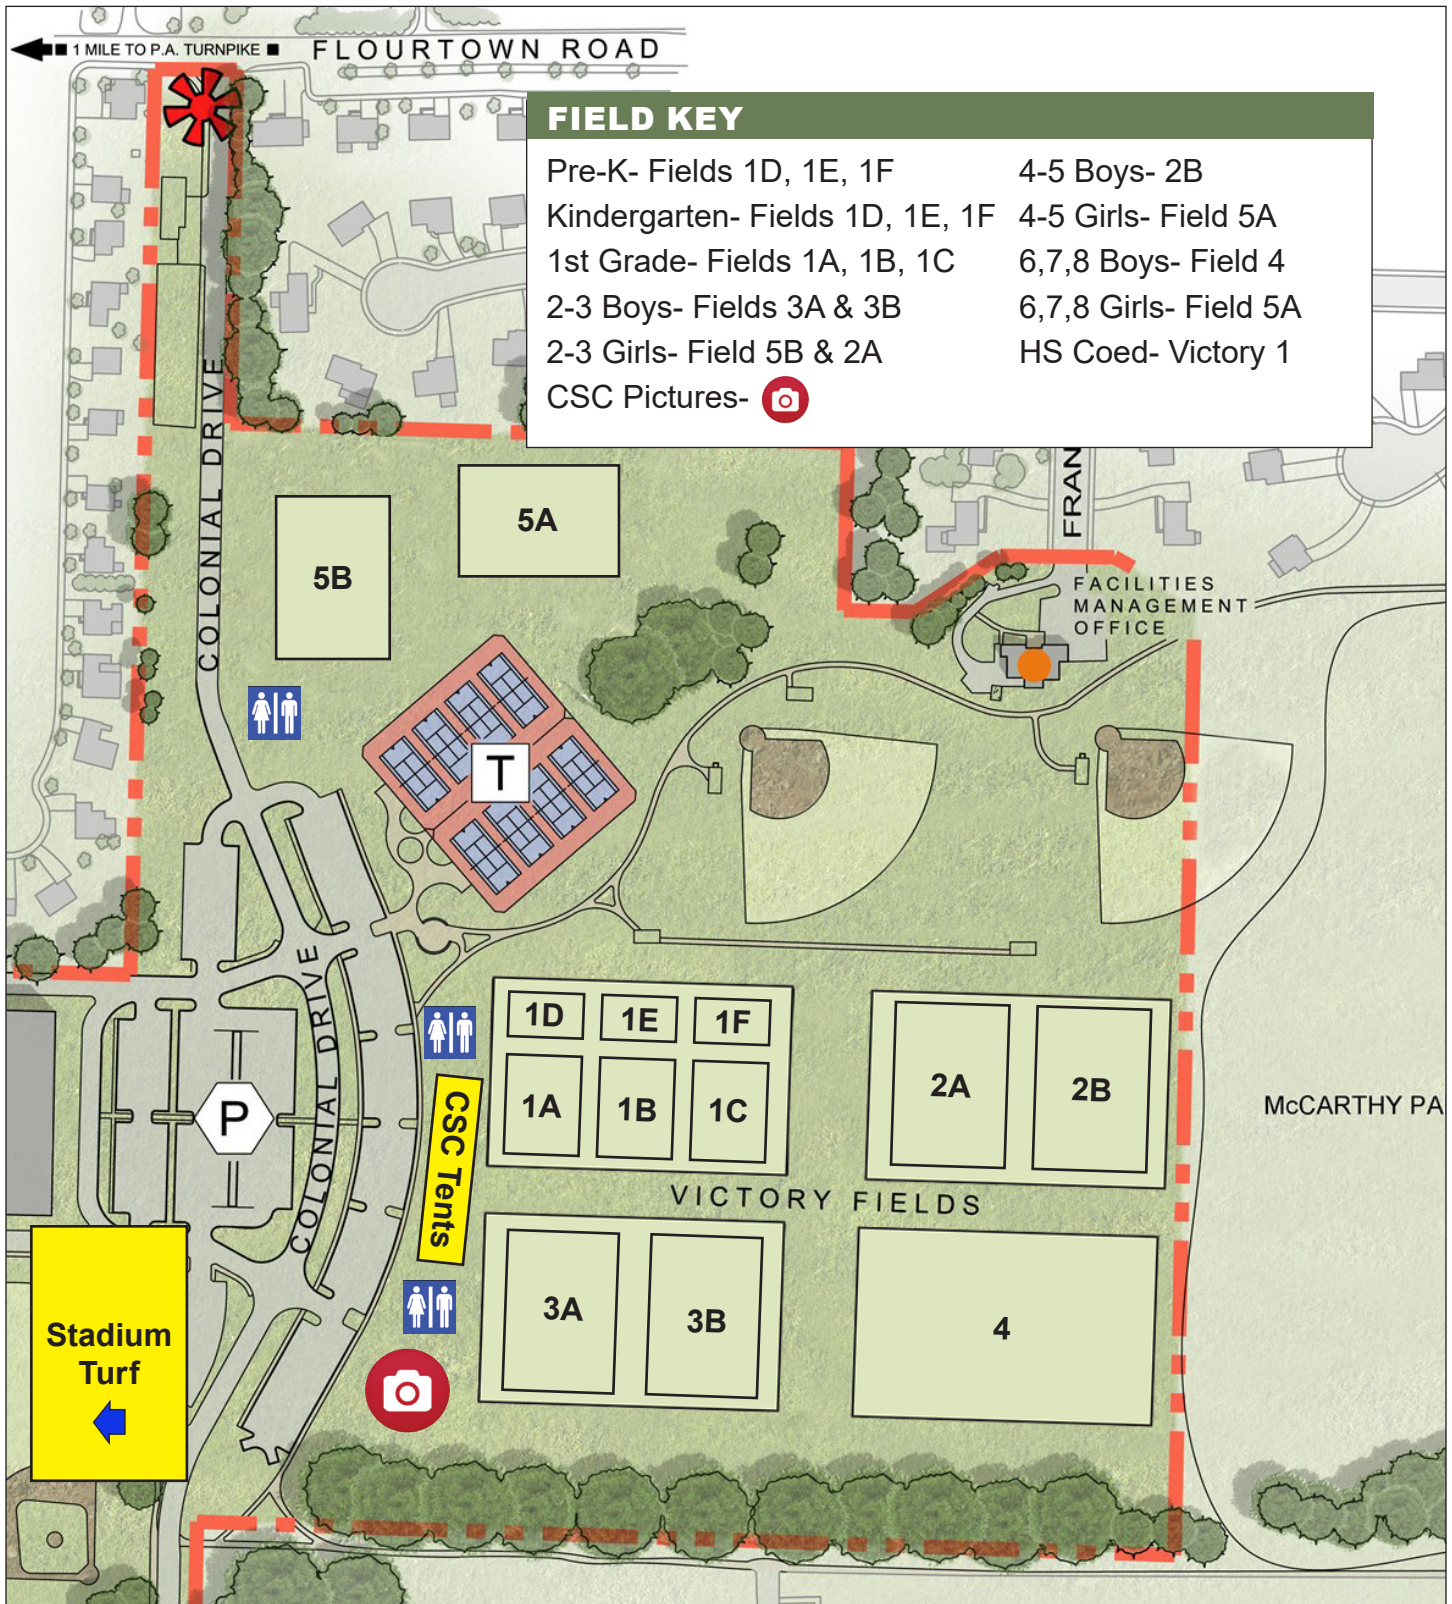 1 MILE TO P.A. TURNPIKE
FLOURTOWN ROAD
FIELD KEY
Pre-K- Fields 1D, 1E, 1F
Kindergarten- Fields 1D, 1E, 1F
1st Grade- Fields 1A, 1B, 1C
2-3 Boys- Fields 3A & 3B
2-3 Girls- Field 5B & 2A
CSC Pictures-
4-5 Boys- 2B
4-5 Girls- Field 5A
6,7,8 Boys- Field 4
6,7,8 Girls- Field 5A
HS Coed- Victory 1
COLONIAL DRIVE
FRAN
5A
5B
FACILITIES
MANAGEMENT
OFFICE
T
COLONIAL DRIVE
1D
1E
1F
1A
1B
1C
2A
2B
P
COLONIAL DRIVE
CSC Tents
McCARTHY PA
VICTORY FIELDS
3A
3B
4
Stadium
Turf